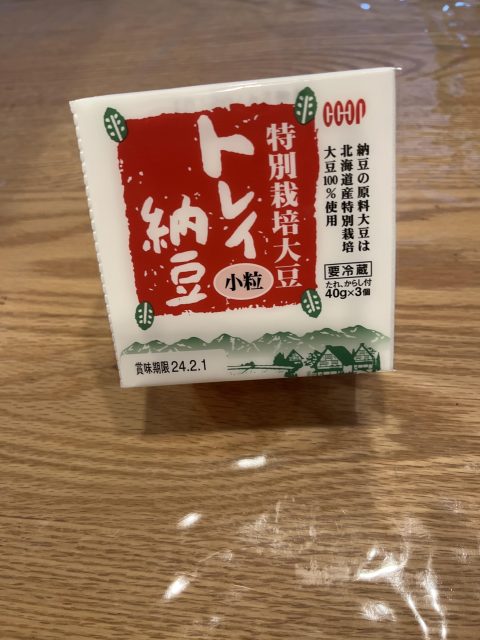 COOP
納豆の原料大豆は
北海道産特別栽培
大豆100%使用
特別栽培大豆
トレイ
納豆
小粒
要冷蔵
たれ、からし付
40g×3個
賞味期限24.2.1